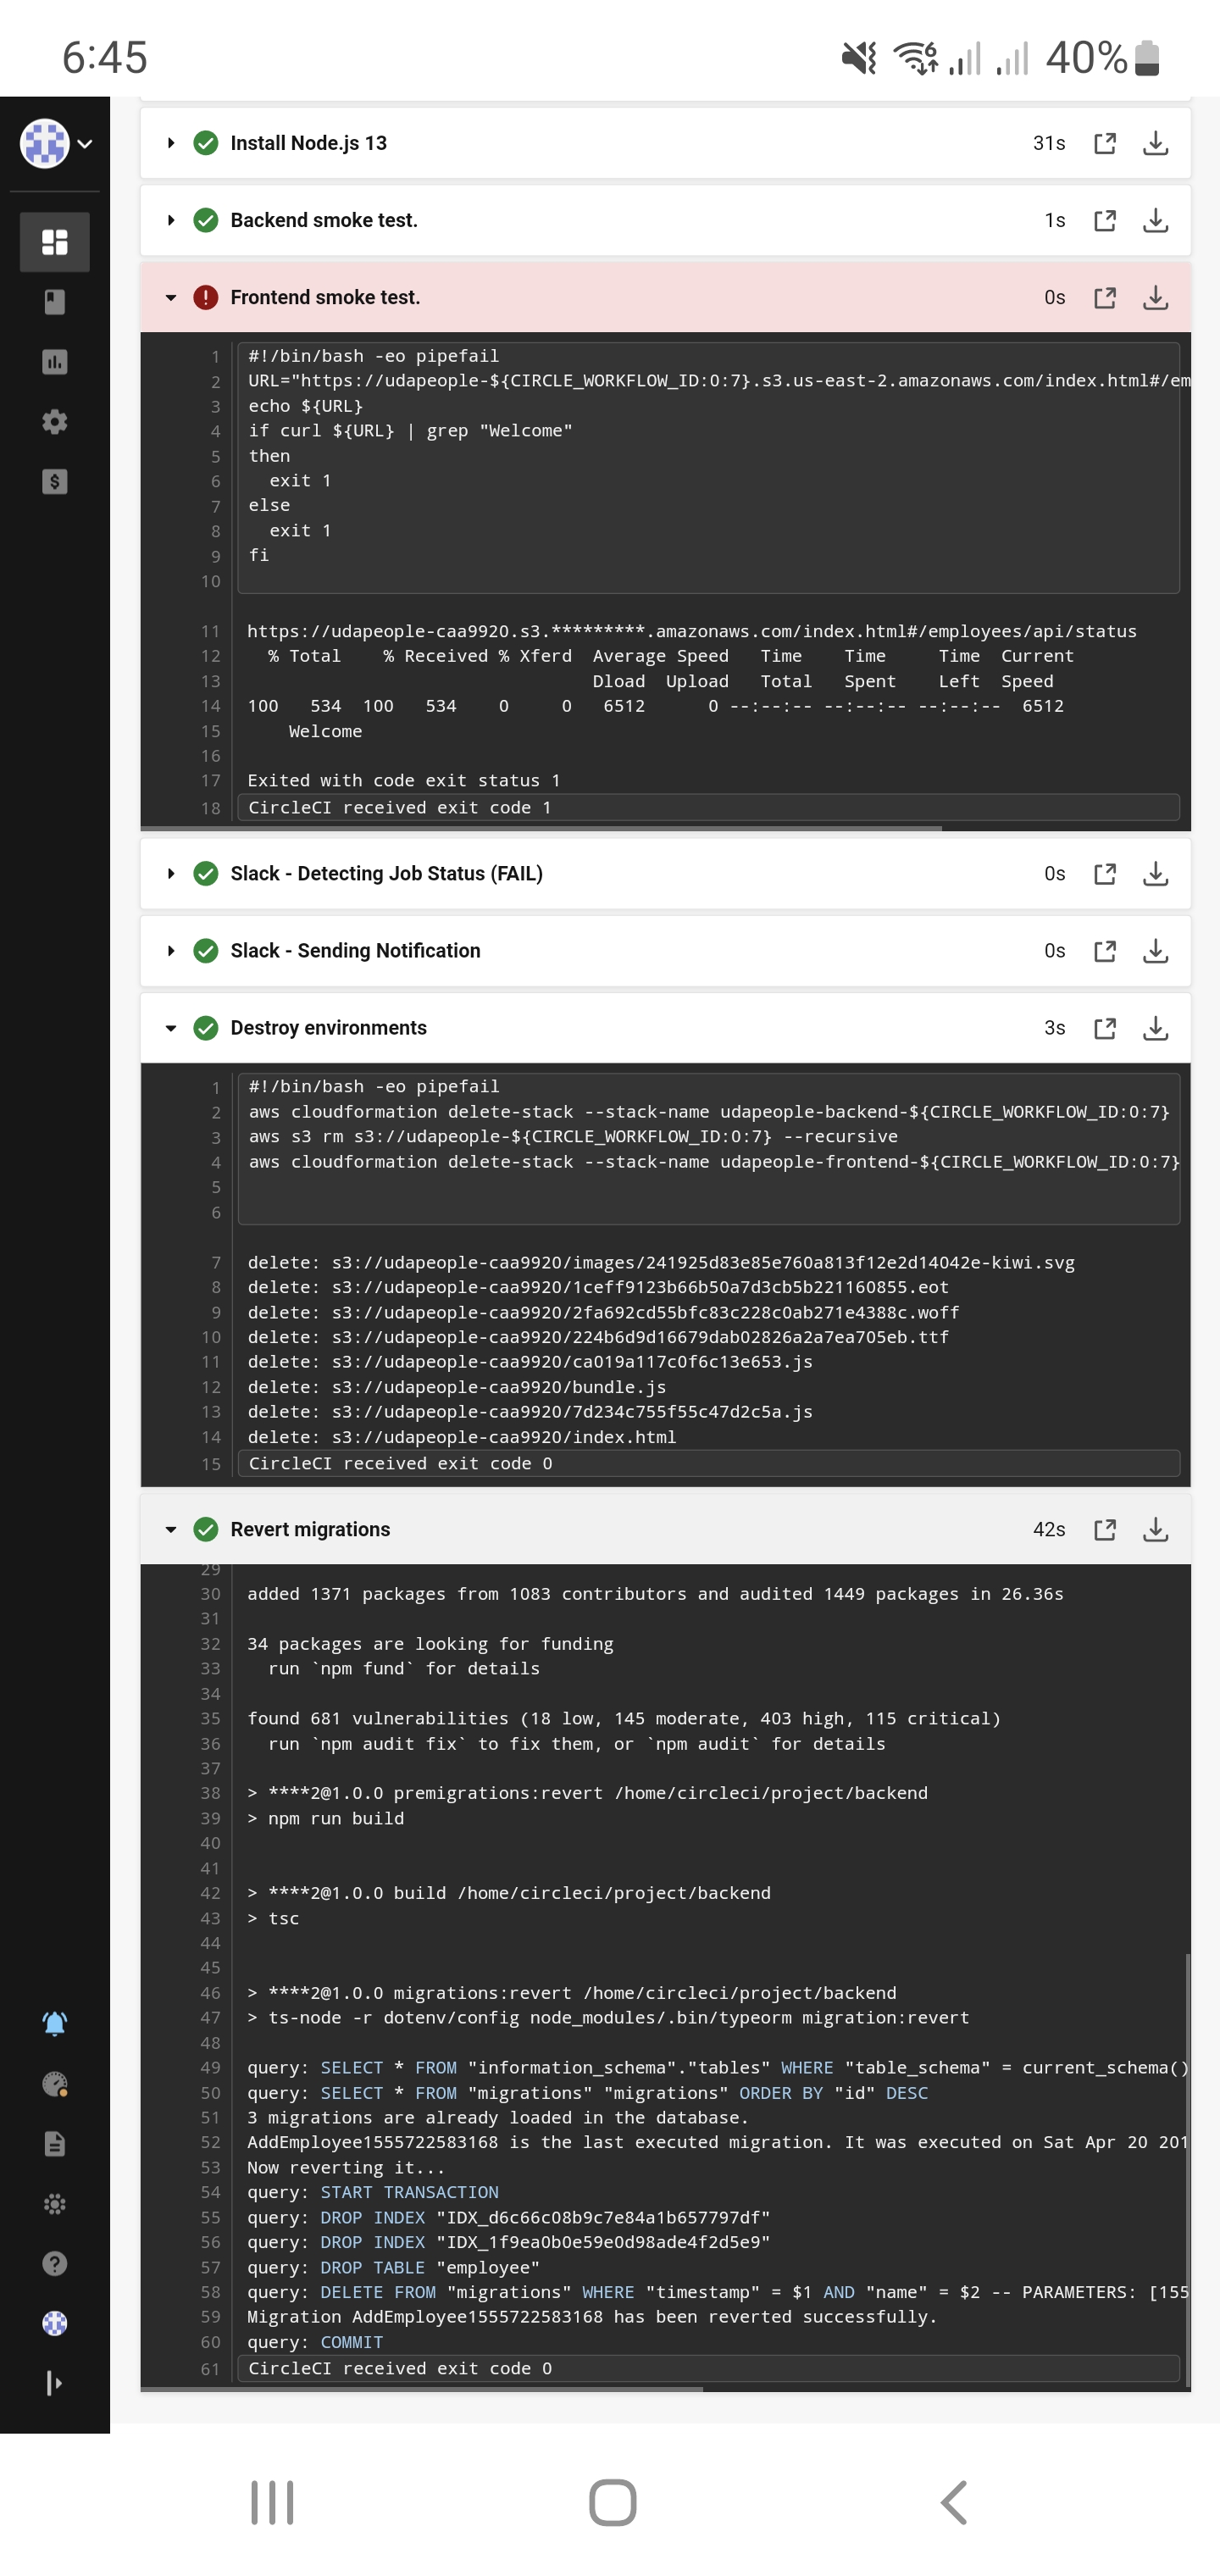 6:45
6
40%
Install Node.js 13
31s
Backend smoke test.
1s
Frontend smoke test.
0s
1 #!/bin/bash -eo pipefail
2 URL="https://udapeople-${CIRCLE_WORKFLOW_ID:0:7}.s3.us-east-2.amazonaws.com/index.html#/em
3 echo ${URL}
4 if curl ${URL} | grep "Welcome"
5 then
6   exit 1
7 else
8   exit 1
9 fi
10
11 https://udapeople-caa9920.s3.*********.amazonaws.com/index.html#/employees/api/status
12   % Total    % Received % Xferd  Average Speed   Time    Time     Time  Current
13                                  Dload  Upload   Total   Spent    Left  Speed
14 100   534  100   534    0     0   6512      0 --:--:-- --:--:-- --:--:--  6512
15     Welcome
16
17 Exited with code exit status 1
18 CircleCI received exit code 1
Slack - Detecting Job Status (FAIL)
0s
Slack - Sending Notification
0s
Destroy environments
3s
1 #!/bin/bash -eo pipefail
2 aws cloudformation delete-stack --stack-name udapeople-backend-${CIRCLE_WORKFLOW_ID:0:7}
3 aws s3 rm s3://udapeople-${CIRCLE_WORKFLOW_ID:0:7} --recursive
4 aws cloudformation delete-stack --stack-name udapeople-frontend-${CIRCLE_WORKFLOW_ID:0:7}
5
6
7 delete: s3://udapeople-caa9920/images/241925d83e85e760a813f12e2d14042e-kiwi.svg
8 delete: s3://udapeople-caa9920/1ceff9123b66b50a7d3cb5b221160855.eot
9 delete: s3://udapeople-caa9920/2fa692cd55bfc83c228c0ab271e4388c.woff
10 delete: s3://udapeople-caa9920/224b6d9d16679dab02826a2a7ea705eb.ttf
11 delete: s3://udapeople-caa9920/ca019a117c0f6c13e653.js
12 delete: s3://udapeople-caa9920/bundle.js
13 delete: s3://udapeople-caa9920/7d234c755f55c47d2c5a.js
14 delete: s3://udapeople-caa9920/index.html
15 CircleCI received exit code 0
Revert migrations
42s
29
30 added 1371 packages from 1083 contributors and audited 1449 packages in 26.36s
31
32 34 packages are looking for funding
33   run `npm fund` for details
34
35 found 681 vulnerabilities (18 low, 145 moderate, 403 high, 115 critical)
36   run `npm audit fix` to fix them, or `npm audit` for details
37
38 > ****2@1.0.0 premigrations:revert /home/circleci/project/backend
39 > npm run build
40
41
42 > ****2@1.0.0 build /home/circleci/project/backend
43 > tsc
44
45
46 > ****2@1.0.0 migrations:revert /home/circleci/project/backend
47 > ts-node -r dotenv/config node_modules/.bin/typeorm migration:revert
48
49 query: SELECT * FROM "information_schema"."tables" WHERE "table_schema" = current_schema()
50 query: SELECT * FROM "migrations" "migrations" ORDER BY "id" DESC
51 3 migrations are already loaded in the database.
52 AddEmployee1555722583168 is the last executed migration. It was executed on Sat Apr 20 201
53 Now reverting it...
54 query: START TRANSACTION
55 query: DROP INDEX "IDX_d6c66c08b9c7e84a1b657797df"
56 query: DROP INDEX "IDX_1f9ea0b0e59e0d98ade4f2d5e9"
57 query: DROP TABLE "employee"
58 query: DELETE FROM "migrations" WHERE "timestamp" = $1 AND "name" = $2 -- PARAMETERS: [155
59 Migration AddEmployee1555722583168 has been reverted successfully.
60 query: COMMIT
61 CircleCI received exit code 0